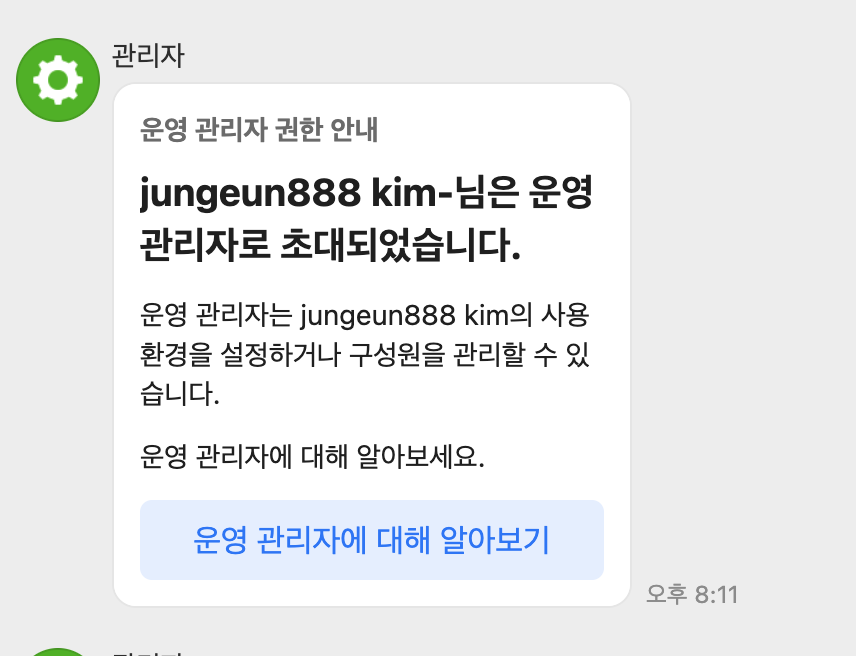 관리자
운영 관리자 권한 안내
jungeun888 kim-님은 운영
관리자로 초대되었습니다.
운영 관리자는 jungeun888 kim의 사용
환경을 설정하거나 구성원을 관리할 수 있
습니다.
운영 관리자에 대해 알아보세요.
운영 관리자에 대해 알아보기
오후 8:11